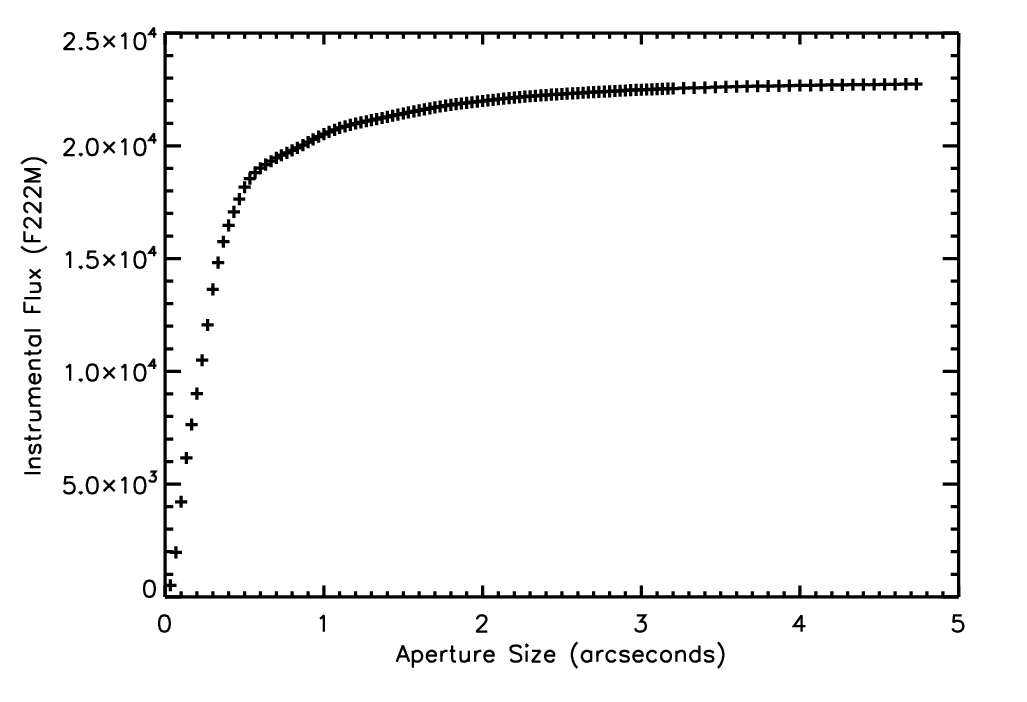 2.5×10⁴
2.0×10⁴
1.5×10⁴
1.0×10⁴
5.0×10³
0
Instrumental Flux (F222M)
0 1 2 3 4 5
Aperture Size (arcseconds)